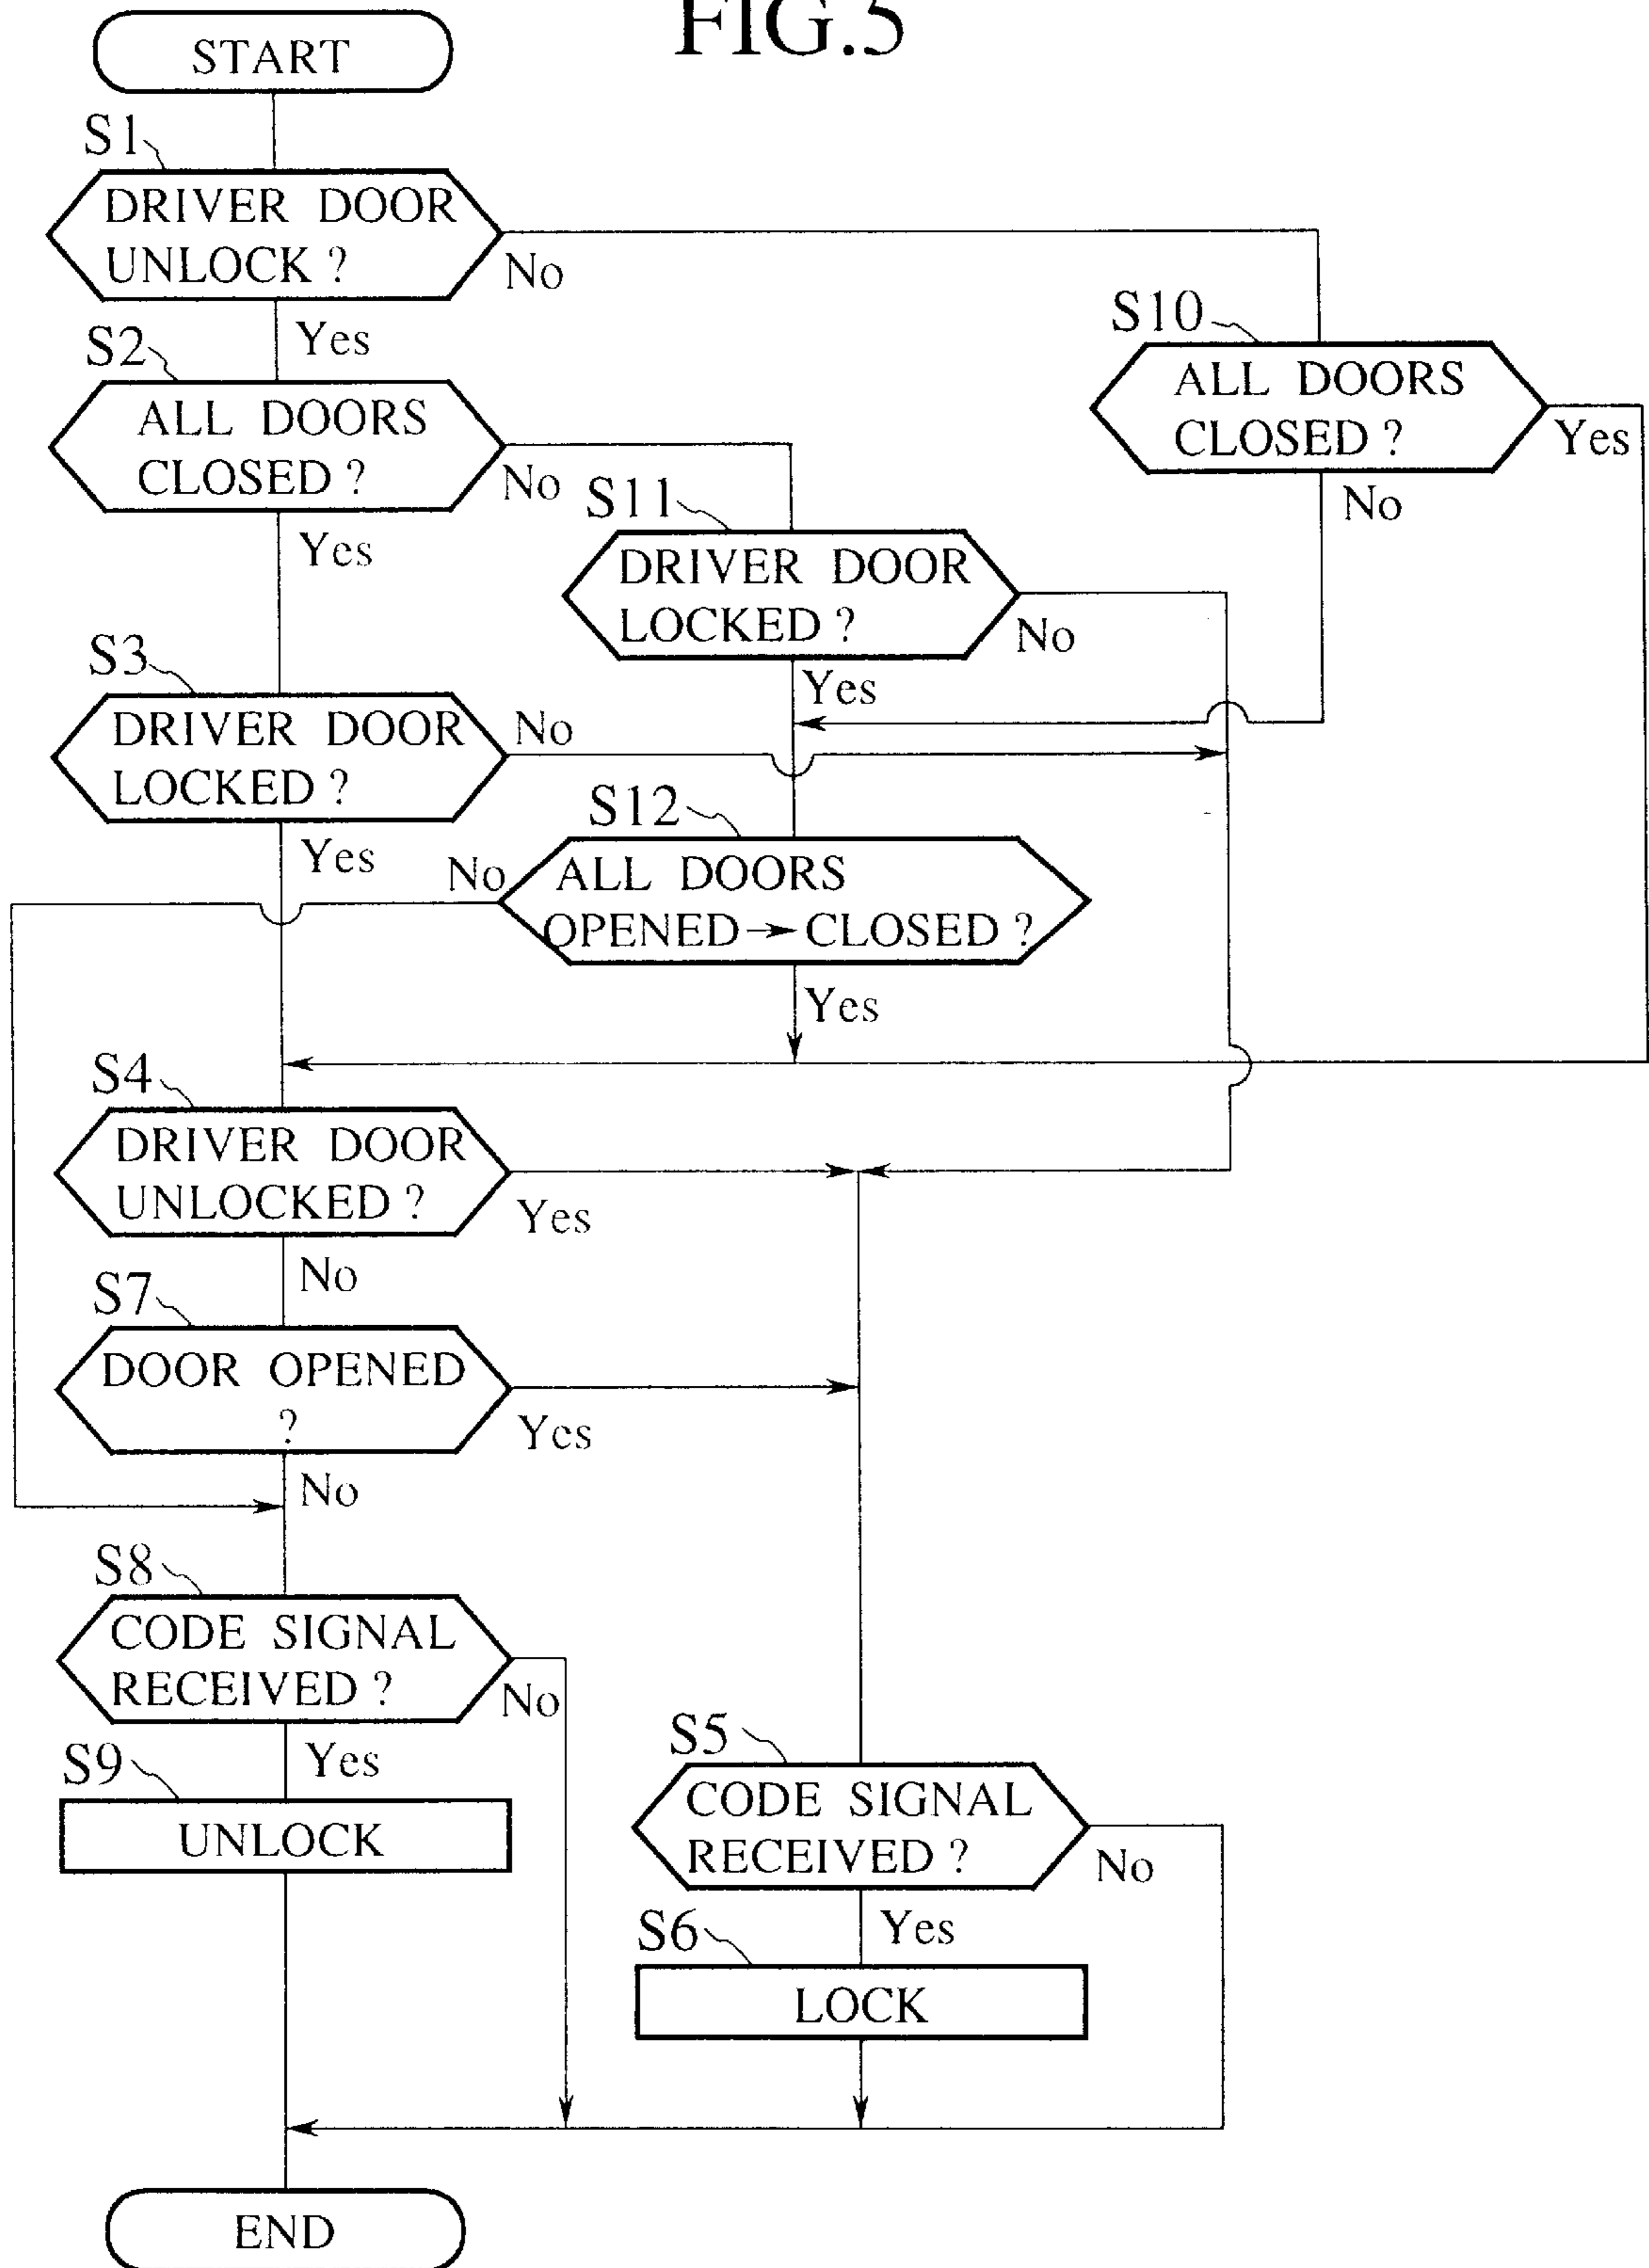 FIG.5
START
S1
DRIVER DOOR
UNLOCK ?
No
Yes
S2
ALL DOORS
CLOSED ?
No
Yes
S10
ALL DOORS
CLOSED ?
Yes
No
S11
DRIVER DOOR
LOCKED ?
No
Yes
S3
DRIVER DOOR
LOCKED ?
No
Yes
S12
ALL DOORS
OPENED → CLOSED ?
No
Yes
S4
DRIVER DOOR
UNLOCKED ?
Yes
No
S7
DOOR OPENED
?
Yes
No
S8
CODE SIGNAL
RECEIVED ?
No
Yes
S9
UNLOCK
S5
CODE SIGNAL
RECEIVED ?
No
Yes
S6
LOCK
END